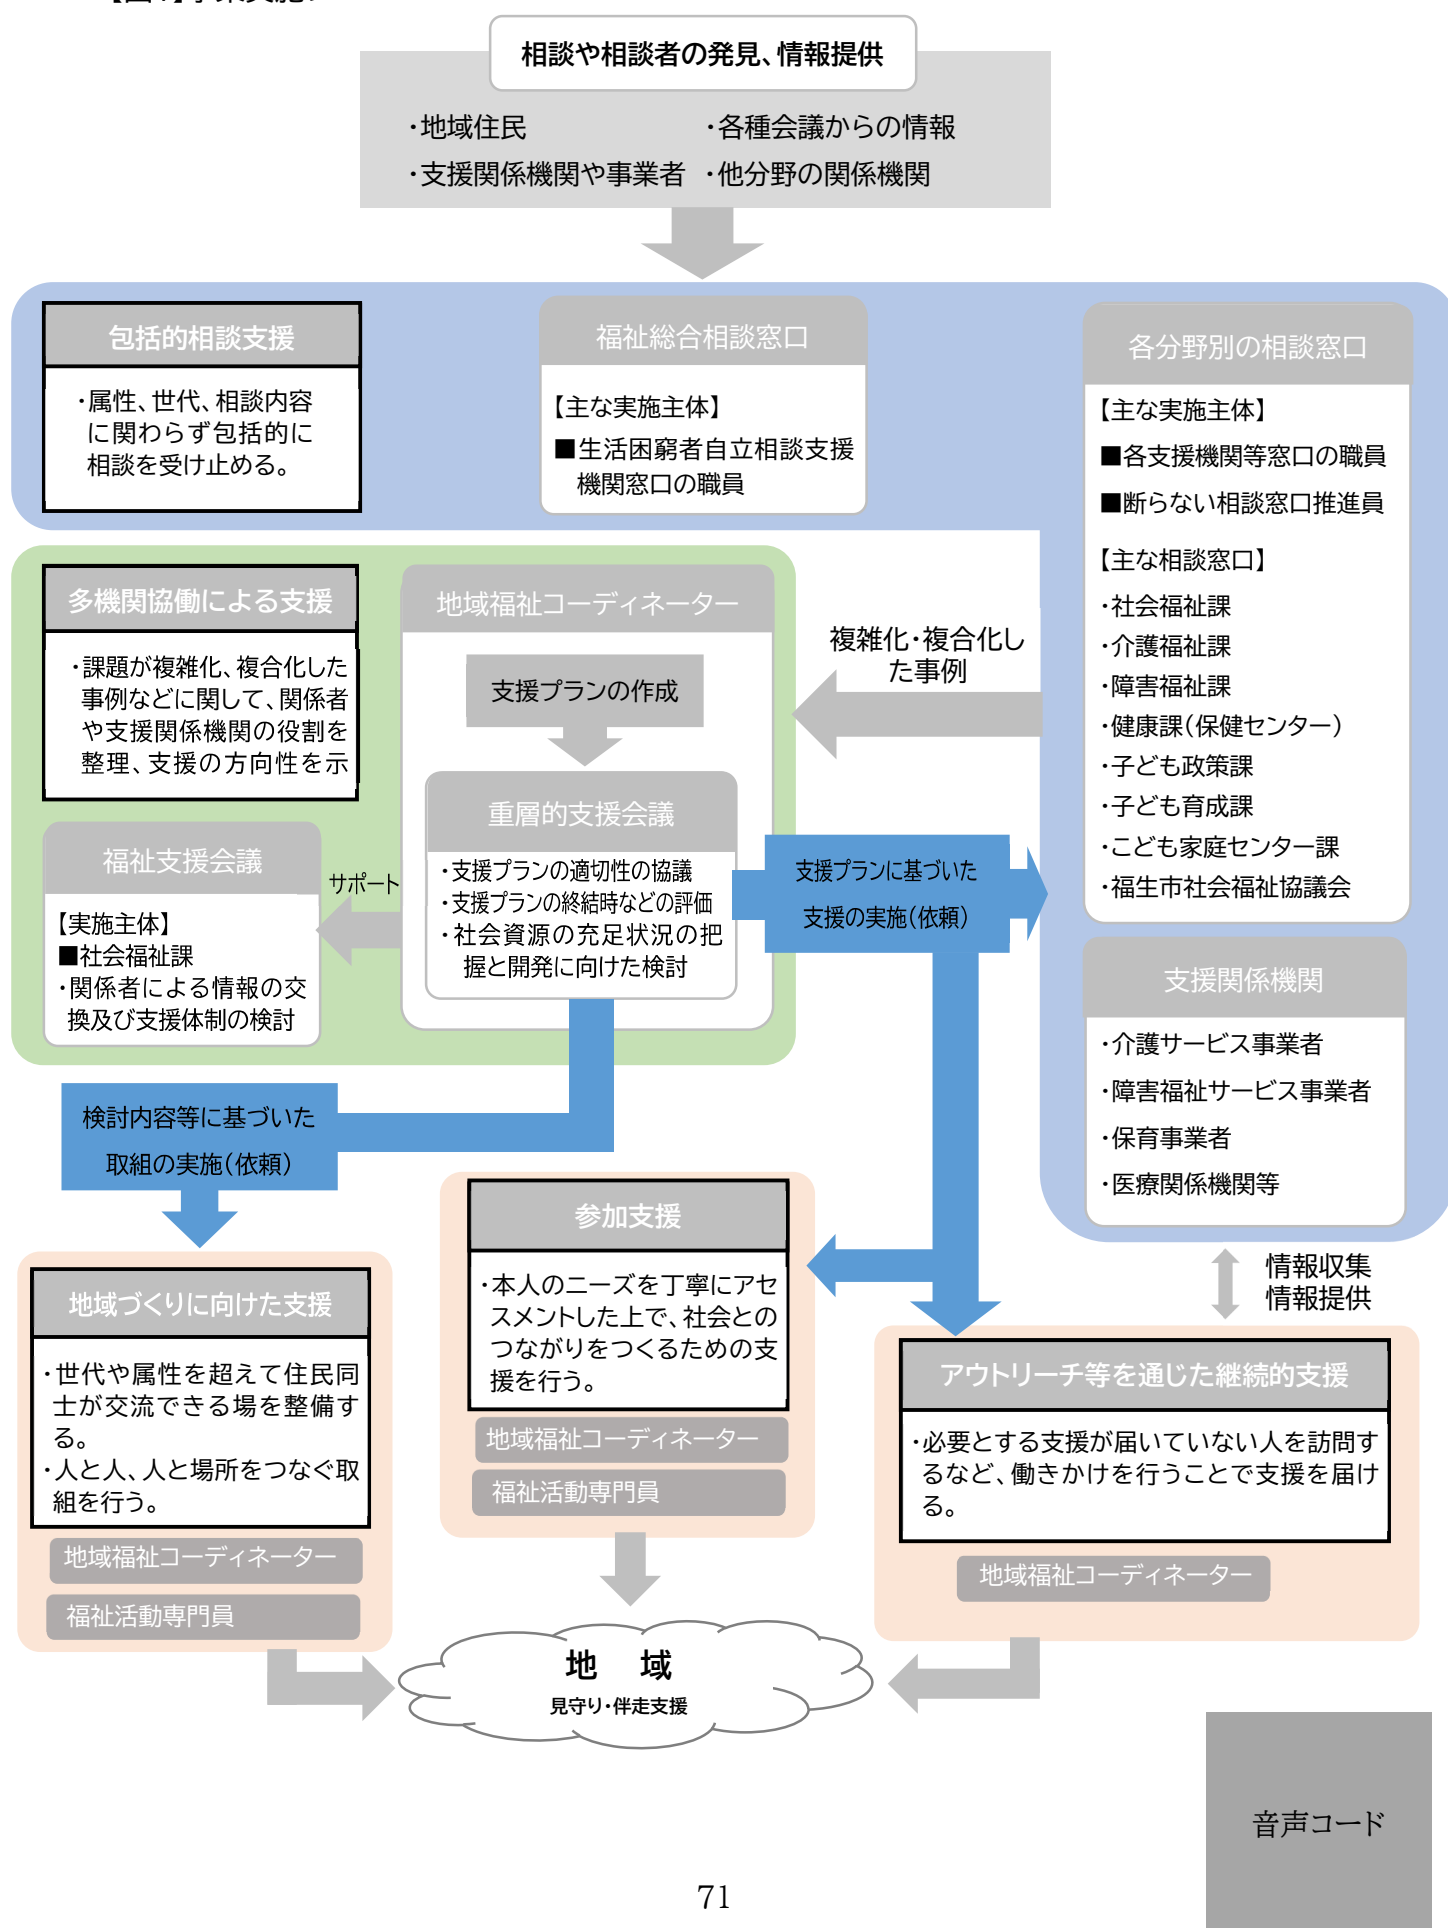 相談や相談者の発見、情報提供
・地域住民
・各種会議からの情報
・支援関係機関や事業者
・他分野の関係機関
包括的相談支援
・属性、世代、相談内容
に関わらず包括的に
相談を受け止める。
福祉総合相談窓口
【主な実施主体】
■生活困窮者自立相談支援
機関窓口の職員
各分野別の相談窓口
【主な実施主体】
■各支援機関等窓口の職員
■断らない相談窓口推進員
【主な相談窓口】
・社会福祉課
・介護福祉課
・障害福祉課
・健康課(保健センター)
・子ども政策課
・子ども育成課
・こども家庭センター課
・福生市社会福祉協議会
多機関協働による支援
・課題が複雑化、複合化した
事例などに関して、関係者
や支援関係機関の役割を
整理、支援の方向性を示
地域福祉コーディネーター
支援プランの作成
複雑化・複合化し
た事例
重層的支援会議
・支援プランの適切性の協議
・支援プランの終結時などの評価
・社会資源の充足状況の把
握と開発に向けた検討
支援プランに基づいた
支援の実施(依頼)
福祉支援会議
【実施主体】
■社会福祉課
・関係者による情報の交
換及び支援体制の検討
サポート
支援関係機関
・介護サービス事業者
・障害福祉サービス事業者
・保育事業者
・医療関係機関等
検討内容等に基づいた
取組の実施(依頼)
情報収集
情報提供
地域づくりに向けた支援
・世代や属性を超えて住民同
士が交流できる場を整備す
る。
・人と人、人と場所をつなぐ取
組を行う。
地域福祉コーディネーター
福祉活動専門員
参加支援
・本人のニーズを丁寧にアセ
スメントした上で、社会との
つながりをつくるための支
援を行う。
地域福祉コーディネーター
福祉活動専門員
アウトリーチ等を通じた継続的支援
・必要とする支援が届いていない人を訪問す
るなど、働きかけを行うことで支援を届け
る。
地域福祉コーディネーター
地 域
見守り・伴走支援
音声コード
71